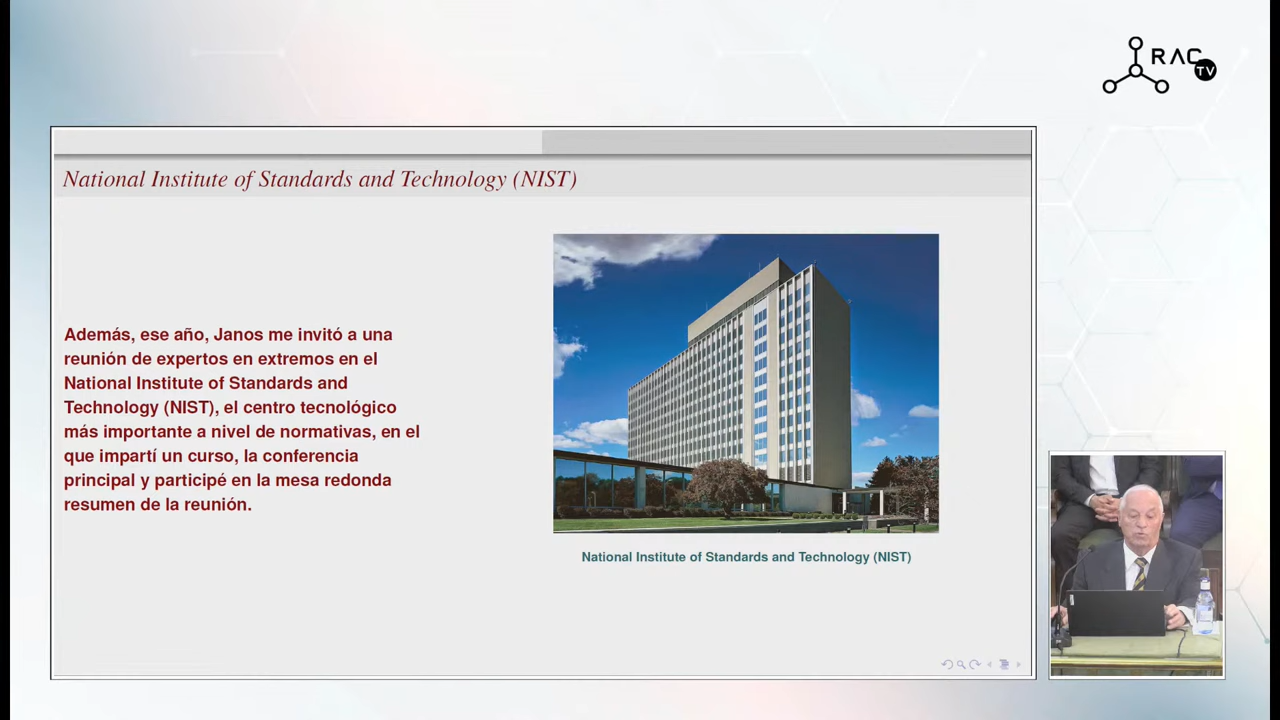 RAC
TV
National Institute of Standards and Technology (NIST)
Además, ese año, Janos me invitó a una
reunión de expertos en extremos en el
National Institute of Standards and
Technology (NIST), el centro tecnológico
más importante a nivel de normativas, en el
que impartí un curso, la conferencia
principal y participé en la mesa redonda
resumen de la reunión.
National Institute of Standards and Technology (NIST)